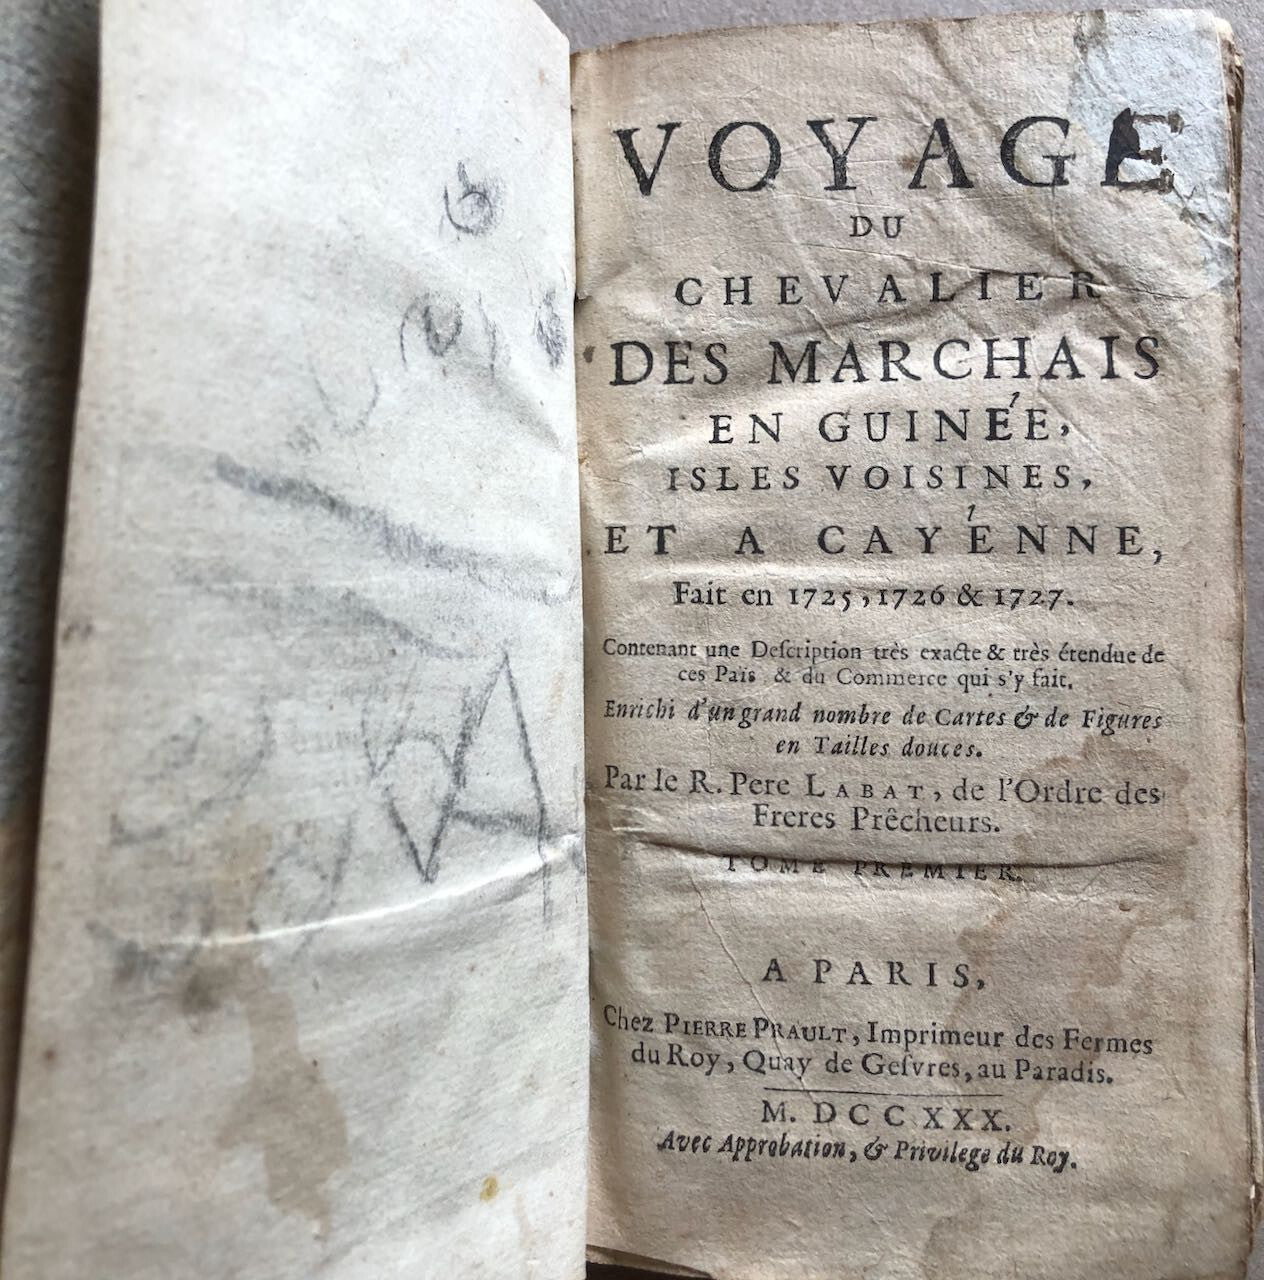 VOYAGE
DU
CHEVALIER
DES MARCHAIS
EN GUINÉE,
ISLES VOISINES,
ET A CAYÉNNE,
Fait en 1725, 1726 & 1727.
Contenant une Deſcription très exacte & très étendue de
ces Païs & du Commerce qui s'y fait.
Enrichi d'un grand nombre de Cartes & de Figures
en Tailles douces.
Par le R. Pere LABAT, de l'Ordre des
Freres Prêcheurs.
TOME PREMIER.
A PARIS,
Chez PIERRE PRAULT, Imprimeur des Fermes
du Roy, Quay de Geſvres, au Paradis.
M. DCCXXX.
Avec Approbation, & Privilege du Roy.